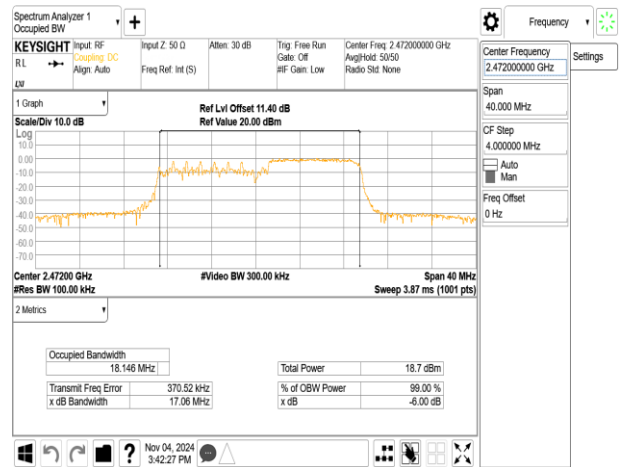 Spectrum Analyzer 1
Occupied BW
+
Frequency
KEYSIGHT
RL
LXI
Input: RF
Coupling: DC
Align: Auto
Input Z: 50 Ω
Freq Ref: Int (S)
Atten: 30 dB
Trig: Free Run
Gate: Off
#IF Gain: Low
Center Freq: 2.472000000 GHz
Avg|Hold: 50/50
Radio Std: None
Center Frequency
2.472000000 GHz
Settings
Span
40.000 MHz
CF Step
4.000000 MHz
Auto
Man
Freq Offset
0 Hz
1 Graph
Scale/Div 10.0 dB
Ref Lvl Offset 11.40 dB
Ref Value 20.00 dBm
Log
10.0
0.00
-10.0
-20.0
-30.0
-40.0
-50.0
-60.0
-70.0
Center 2.47200 GHz
#Res BW 100.00 kHz
#Video BW 300.00 kHz
Span 40 MHz
Sweep 3.87 ms (1001 pts)
2 Metrics
Occupied Bandwidth
18.146 MHz
Transmit Freq Error 370.52 kHz
x dB Bandwidth 17.06 MHz
Total Power 18.7 dBm
% of OBW Power 99.00 %
x dB -6.00 dB
?
Nov 04, 2024
3:42:27 PM